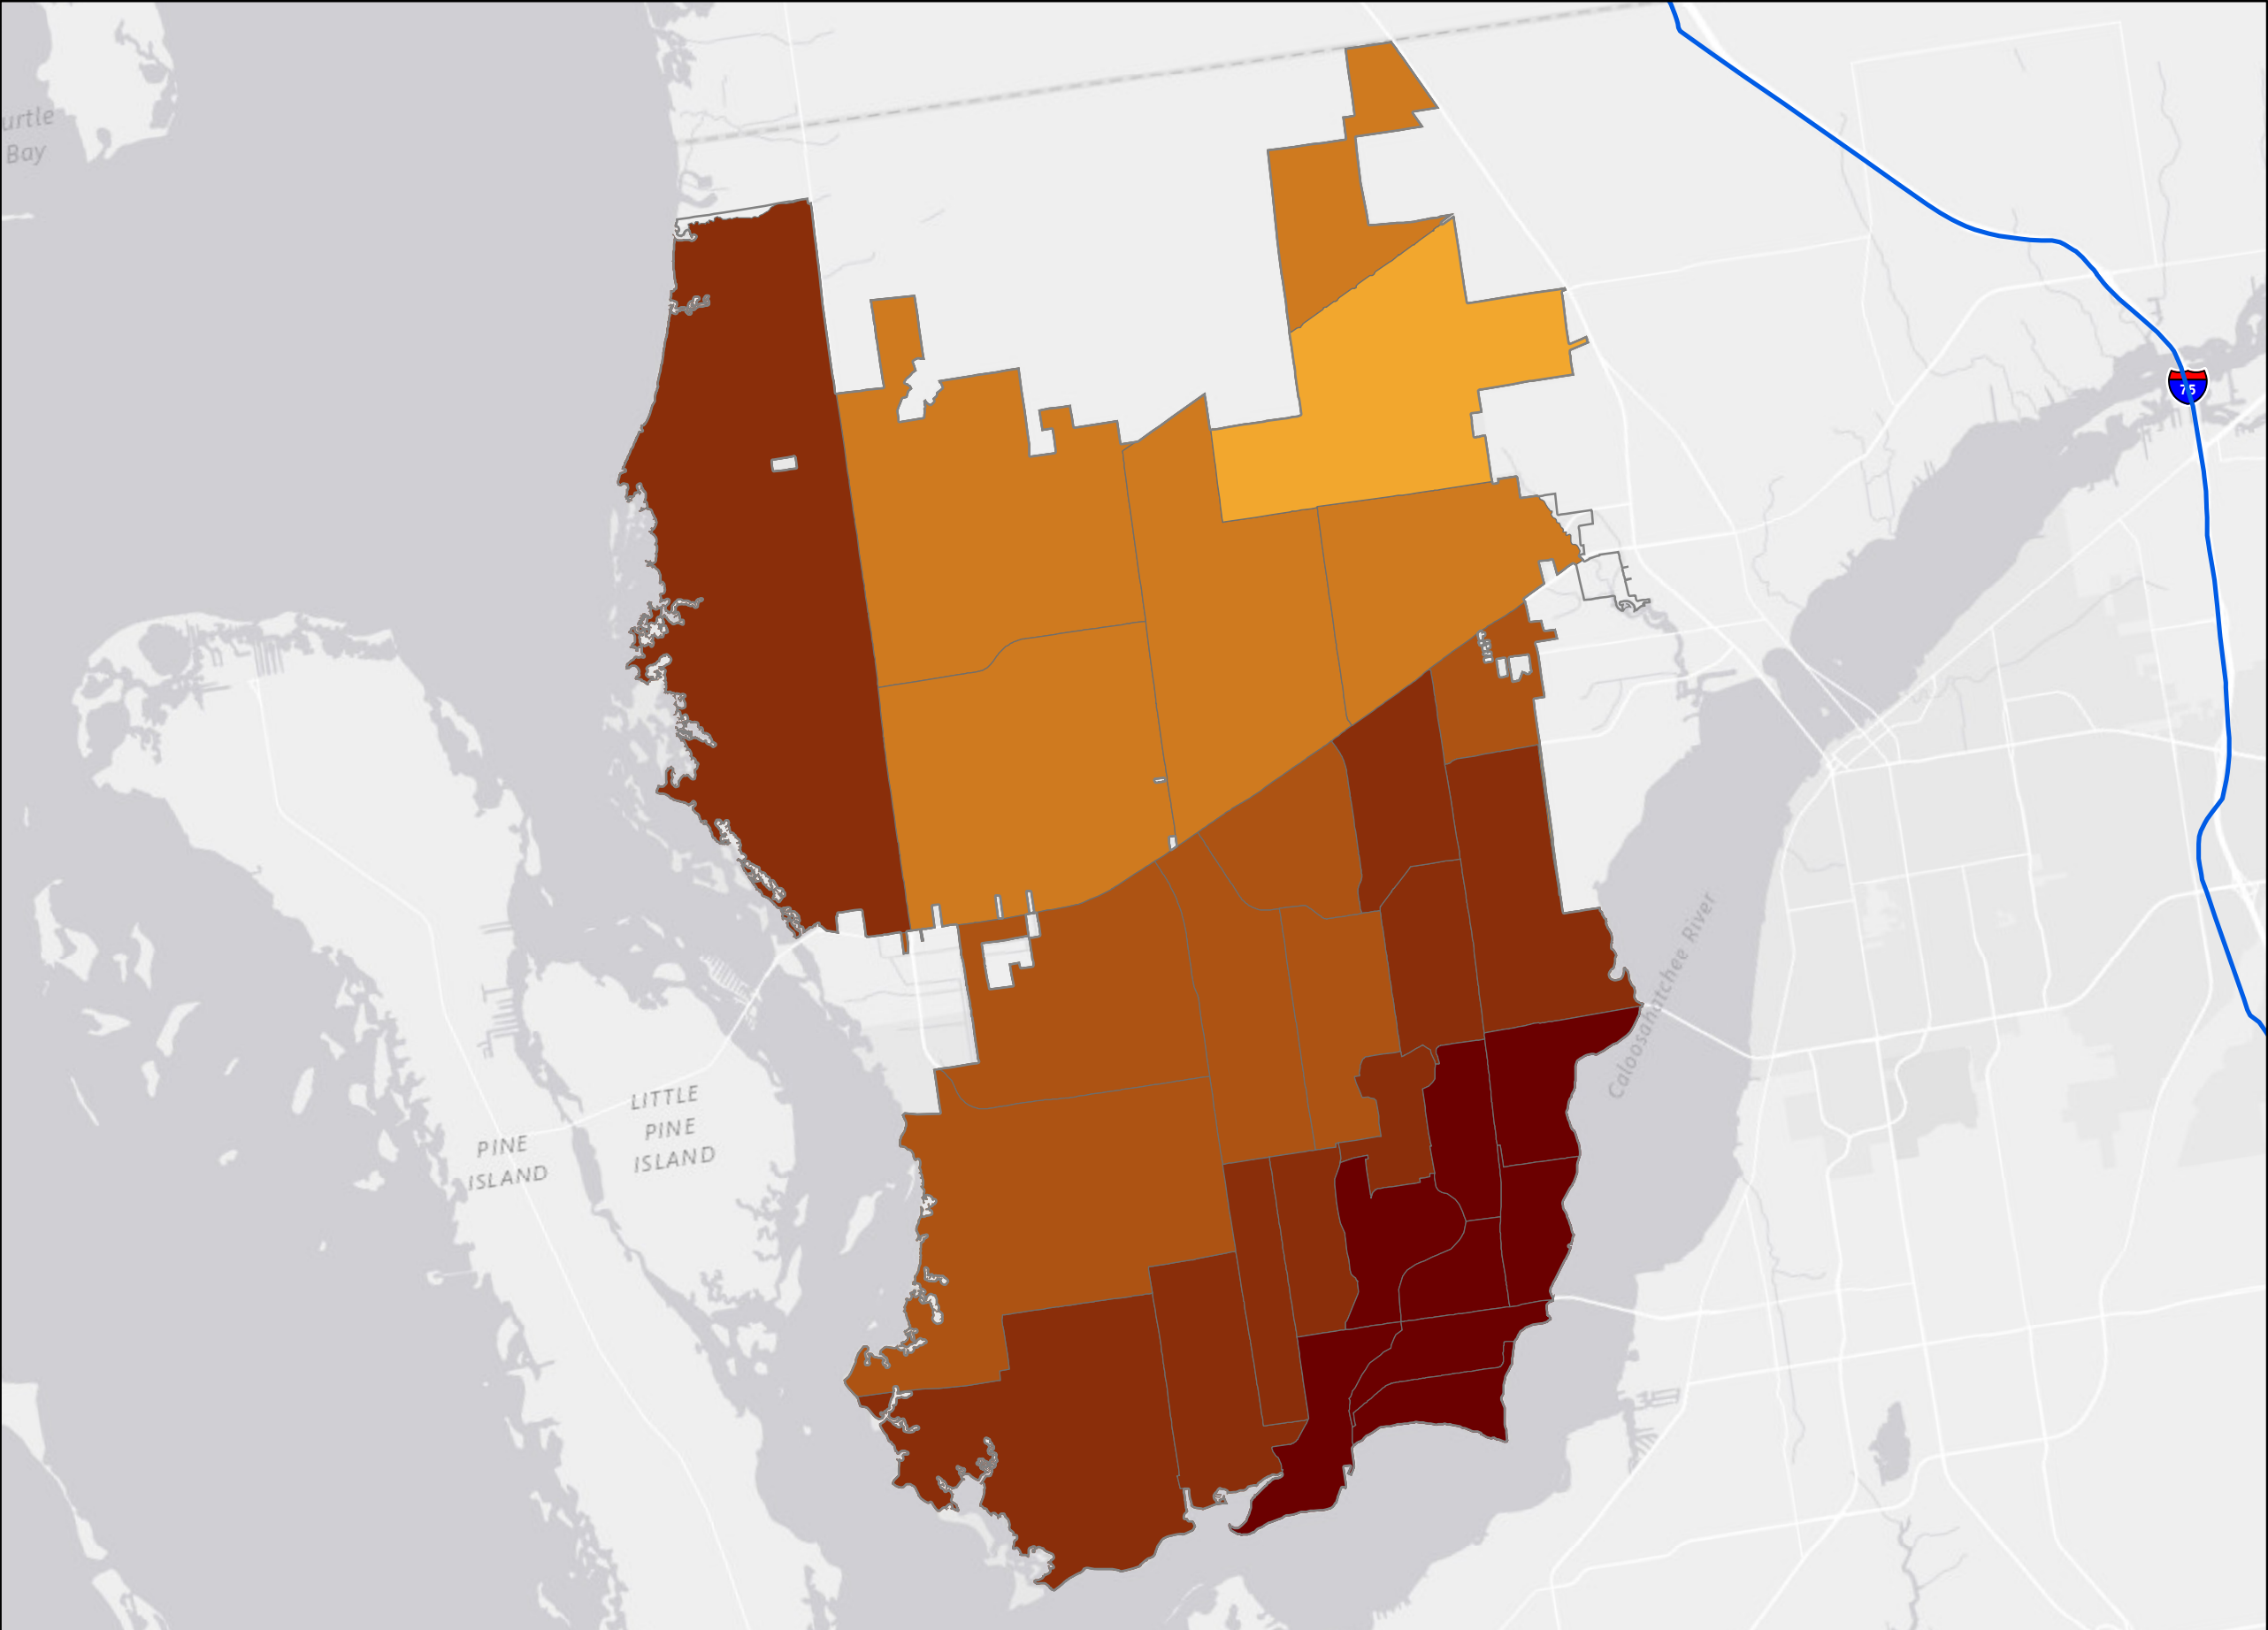 urtle
Bay
75
Caloosahatchee River
LITTLE
PINE
ISLAND
PINE
ISLAND